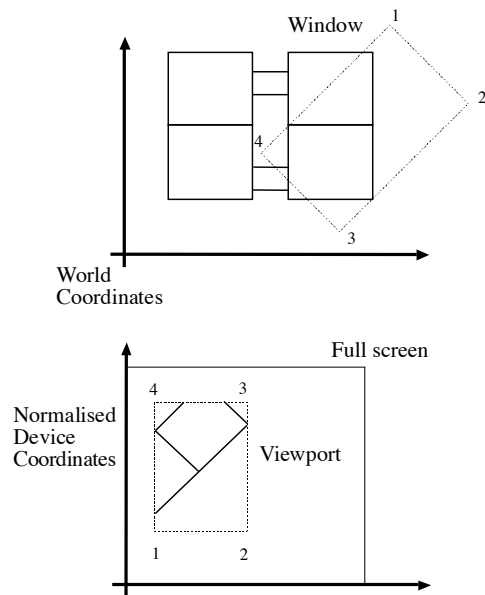 1
Window
2
4
3
World
Coordinates
Full screen
4
3
Normalised
Device
Coordinates
Viewport
1
2